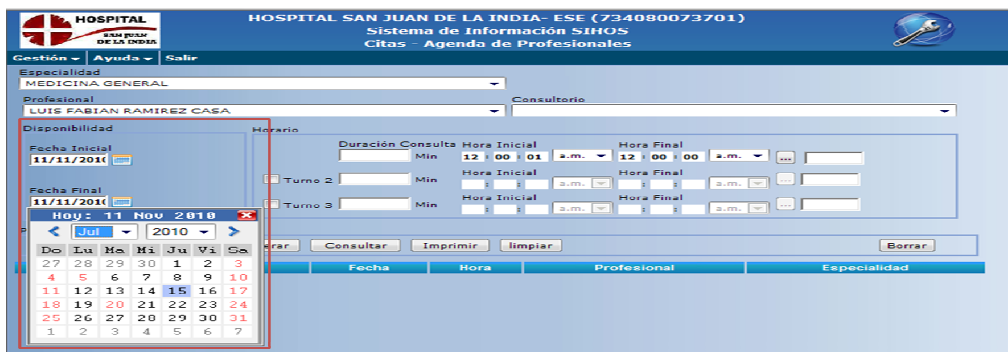 HOSPITAL
SAN JUAN
DE LA INDIA
HOSPITAL SAN JUAN DE LA INDIA- ESE (734080073701)
Sistema de Información SIHOS
Citas - Agenda de Profesionales
Gestión Ayuda Salir
Especialidad
MEDICINA GENERAL
Profesional Consultorio
LUIS FABIAN RAMIREZ CASA
Disponibilidad Horario
Duración Consulta Hora Inicial Hora Final
Fecha Inicial
Min 12 : 00 : 01 a.m. 12 : 00 : 00 a.m. ...
11/11/201(
Hora Inicial Hora Final
Turno 2 Min : : a.m. : : a.m. ...
Fecha Final
Hora Inicial Hora Final
11/11/201(
Turno 3 Min : : a.m. : : a.m. ...
Hoy: 11 Nov 2010
Jul 2010
Do Lu Ma Mi Ju Vi Sa
27 28 29 30 1 2 3
4 5 6 7 8 9 10
11 12 13 14 15 16 17
18 19 20 21 22 23 24
25 26 27 28 29 30 31
1 2 3 4 5 6 7
erar Consultar Imprimir limpiar Borrar
Fecha Hora Profesional Especialidad